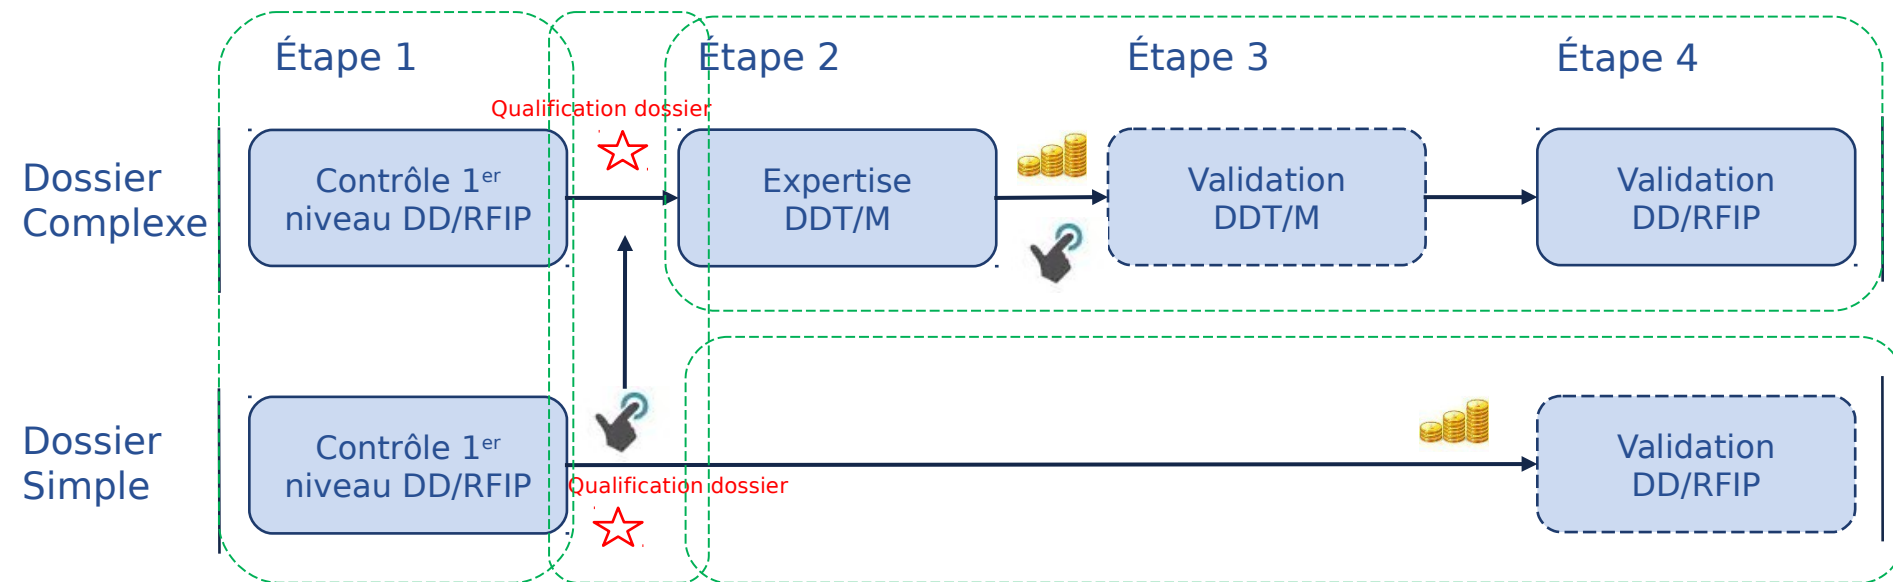 Étape 1
Étape 2
Étape 3
Étape 4
Qualification dossier
Dossier
Complexe
Contrôle 1er
niveau DD/RFIP
Expertise
DDT/M
Validation
DDT/M
Validation
DD/RFIP
Dossier
Simple
Contrôle 1er
niveau DD/RFIP
Qualification dossier
Validation
DD/RFIP